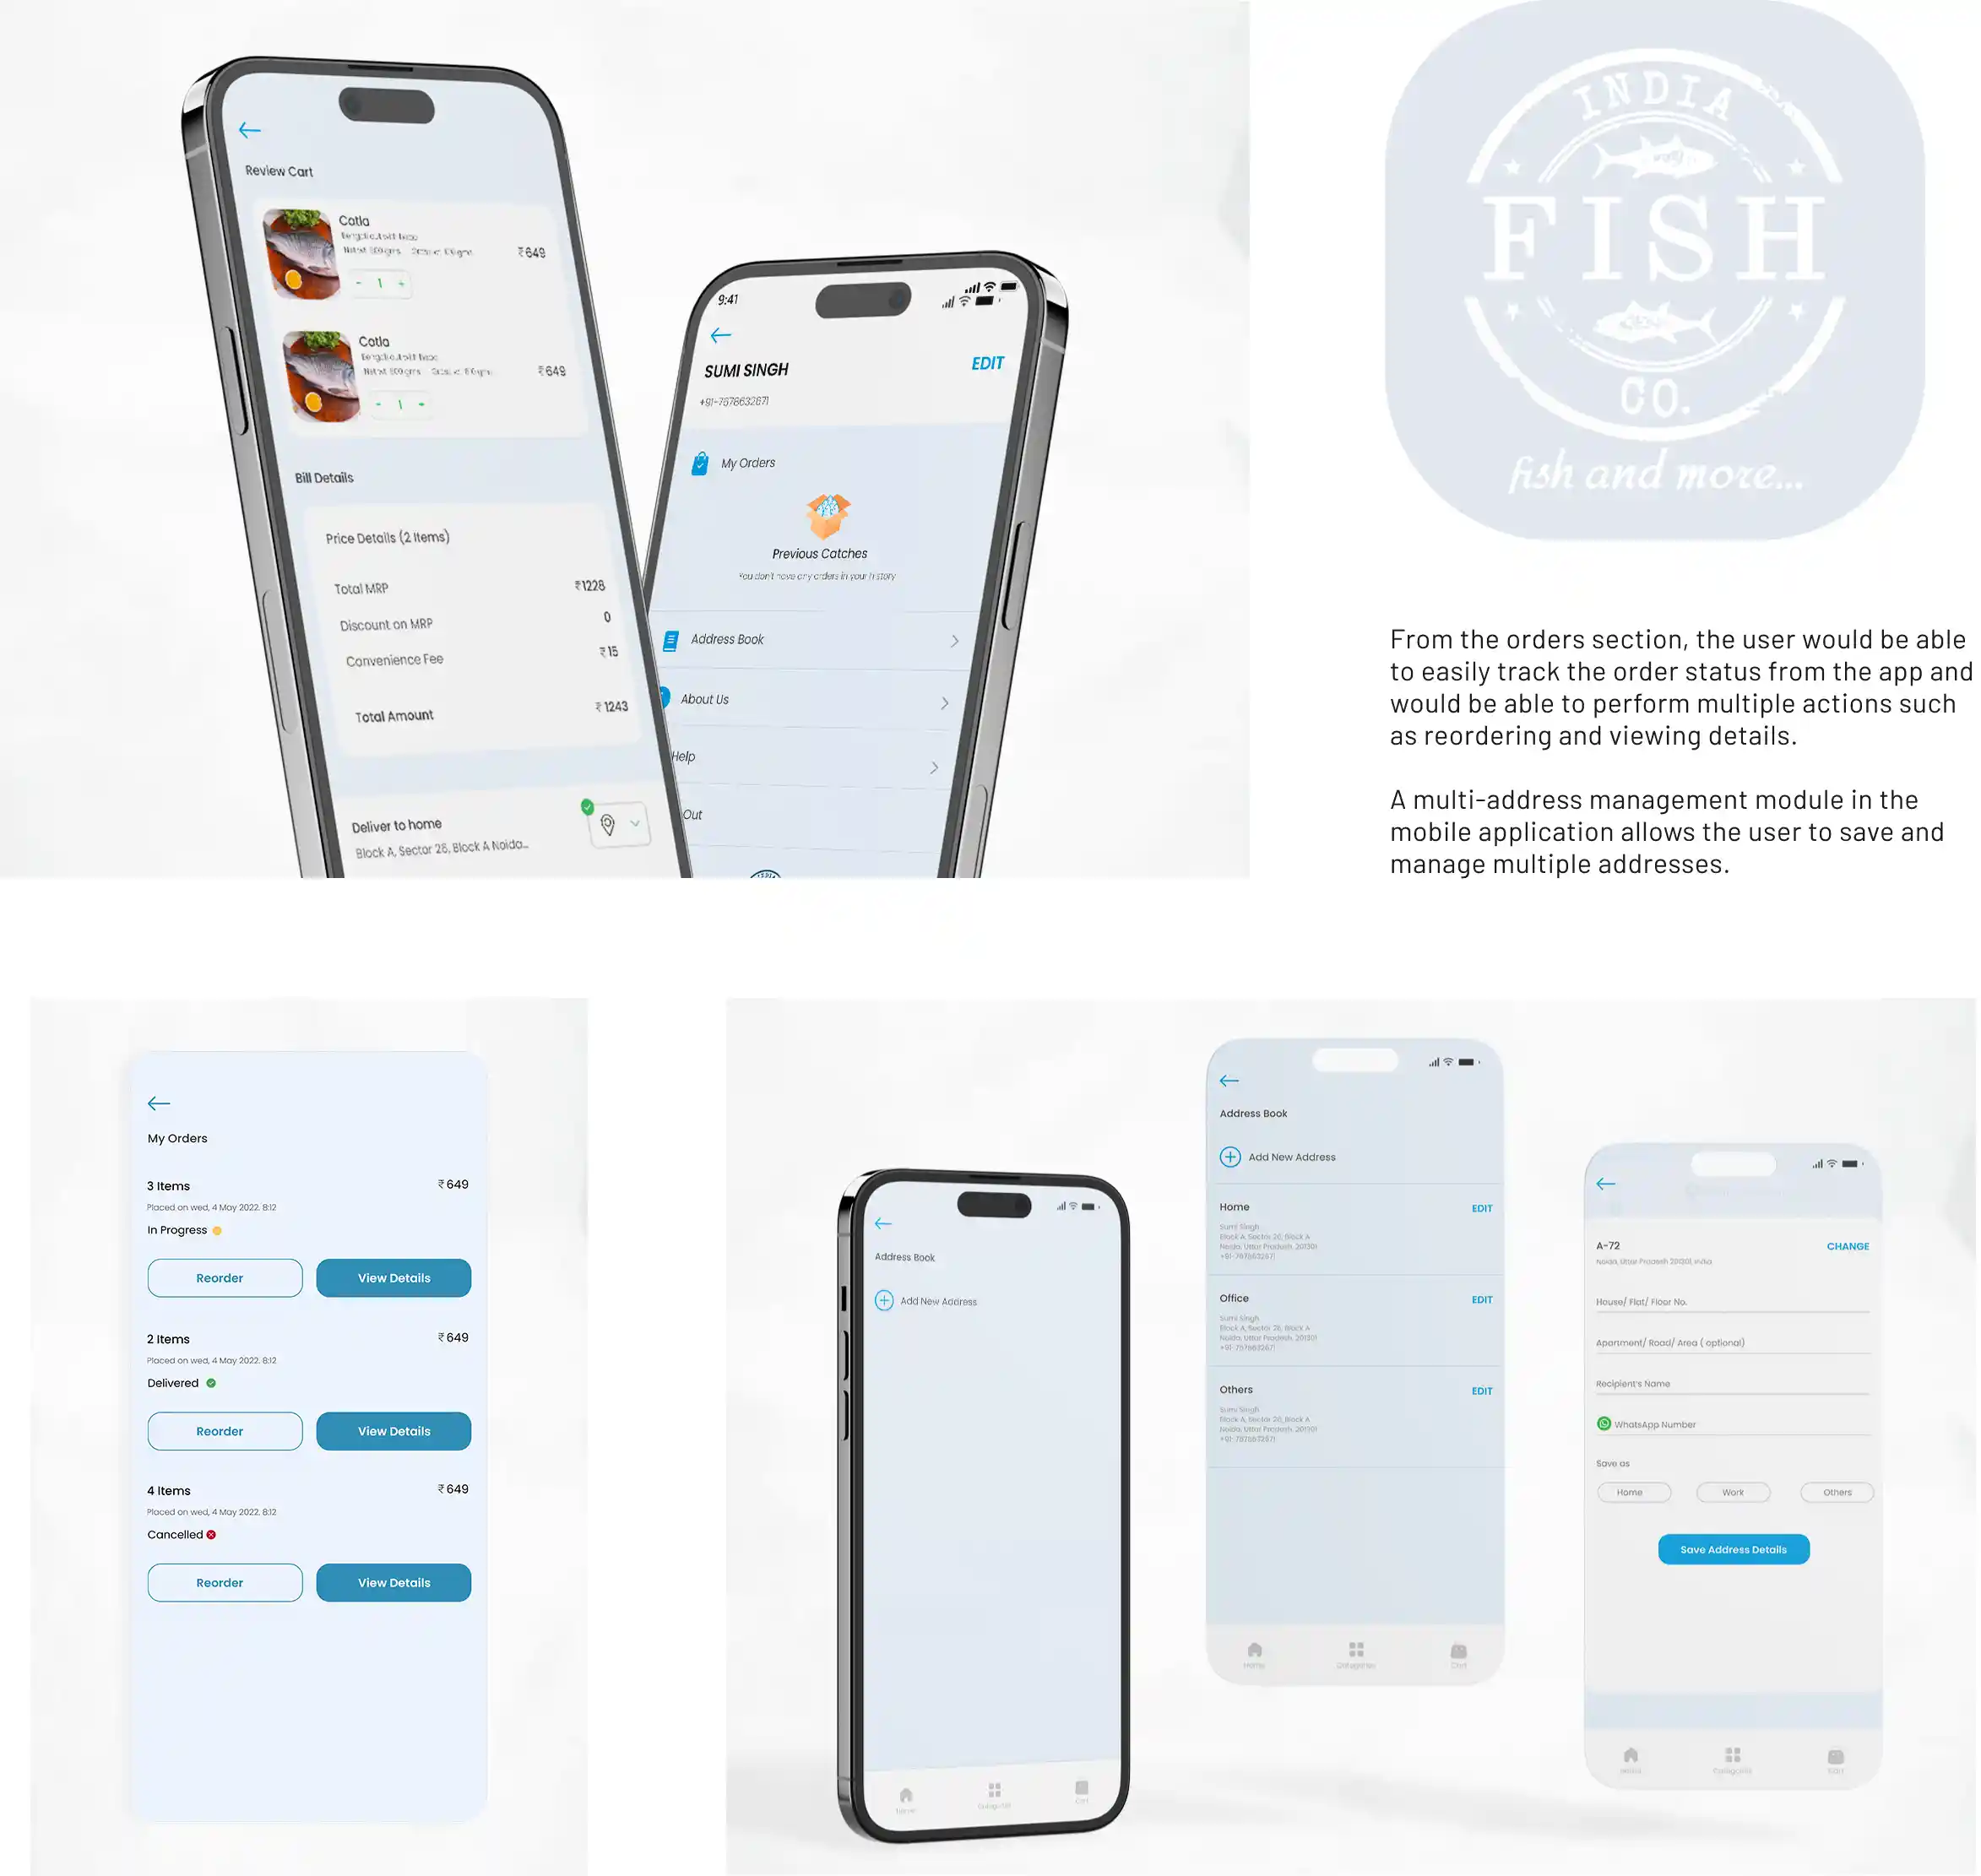 Review Cart
Catla
₹649
- 1 +
Catla
₹649
- 1 +
Bill Details
Price Details (2 Items)
Total MRP ₹1228
Discount on MRP 0
Convenience Fee ₹15
Total Amount ₹1243
Deliver to home
Block A, Sector 26, Block A Noida...
9:41
SUMI SINGH EDIT
+91-7678632671
My Orders
Previous Catches
You don't have any orders in your history
Address Book
About Us
Help
Out
INDIA
FISH
CO.
fish and more...
From the orders section, the user would be able
to easily track the order status from the app and
would be able to perform multiple actions such
as reordering and viewing details.
A multi-address management module in the
mobile application allows the user to save and
manage multiple addresses.
My Orders
3 Items ₹649
Placed on wed, 4 May 2022. 8:12
In Progress
Reorder View Details
2 Items ₹649
Placed on wed, 4 May 2022. 8:12
Delivered
Reorder View Details
4 Items ₹649
Placed on wed, 4 May 2022. 8:12
Cancelled
Reorder View Details
Address Book
Add New Address
Home Categories Cart
Address Book
Add New Address
Home EDIT
Sumi Singh
Block A, Sector 26, Block A
Noida, Uttar Pradesh, 201301
Office EDIT
Sumi Singh
Block A, Sector 26, Block A
Noida, Uttar Pradesh, 201301
Others EDIT
Sumi Singh
Block A, Sector 26, Block A
Noida, Uttar Pradesh, 201301
Home Categories Cart
A-72 CHANGE
Noida, Uttar Pradesh 201301, India
House/ Flat/ Floor No.
Apartment/ Road/ Area ( optional)
Recipient's Name
WhatsApp Number
Save as
Home Work Others
Save Address Details
Home Categories Cart